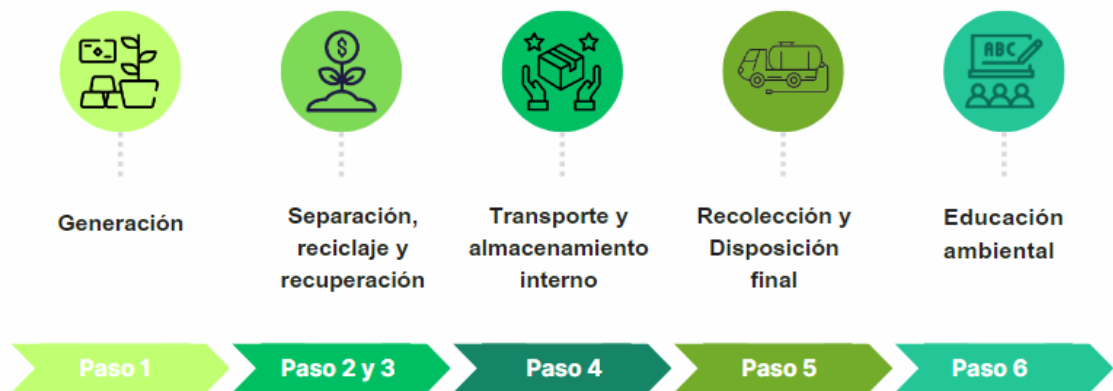 $
ABC
Generación
Separación,
reciclaje y
recuperación
Transporte y
almacenamiento
interno
Recolección y
Disposición
final
Educación
ambiental
Paso 1
Paso 2 y 3
Paso 4
Paso 5
Paso 6